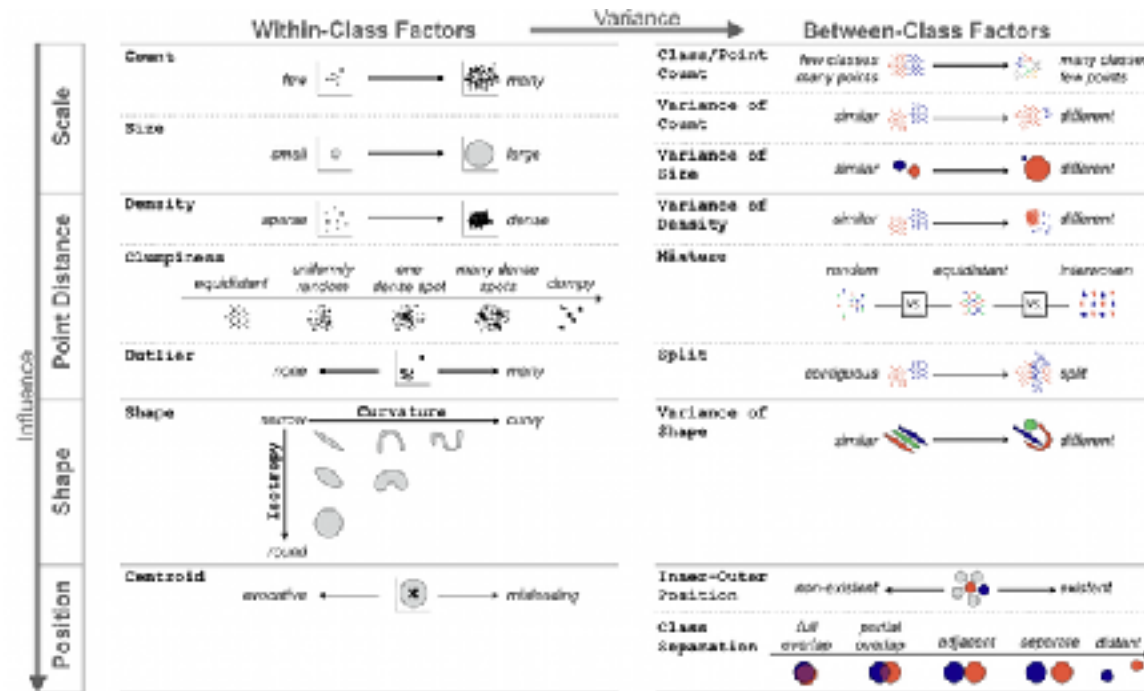 Variance
Within-Class Factors
Between-Class Factors
Influence
Scale
Count
few
many
Class/Point
Count
few classes
many points
many classes
few points
Variance of
Count
similar
different
Size
small
large
Variance of
Size
similar
different
Point Distance
Density
sparse
dense
Variance of
Density
similar
different
Clumpiness
equidistant
uniformly
random
one
dense spot
many dense
spots
clumpy
Mixture
random
equidistant
interwoven
VS
VS
Outlier
none
many
Split
contiguous
split
Shape
Shape
Curvature
narrow
curvy
Isotropy
round
Variance of
Shape
similar
different
Position
Centroid
evocative
misleading
Inner-Outer
Position
non-existent
existent
Class
Separation
full
overlap
partial
overlap
adjacent
separate
distant